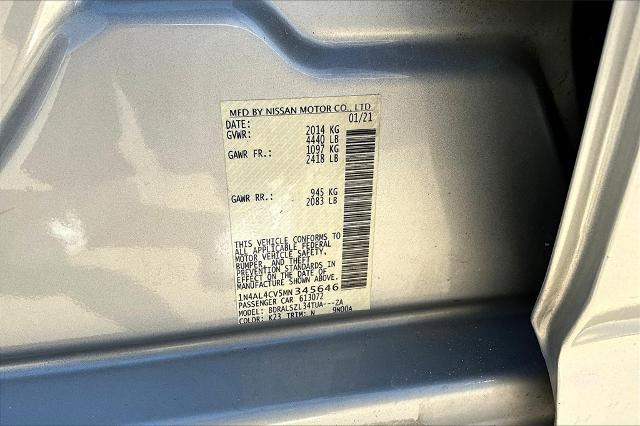 MFD BY NISSAN MOTOR CO., LTD
DATE: 01/21
GVWR: 2014 KG
4440 LB
GAWR FR.: 1097 KG
2418 LB
GAWR RR.: 945 KG
2083 LB
THIS VEHICLE CONFORMS TO
ALL APPLICABLE FEDERAL
MOTOR VEHICLE SAFETY,
BUMPER, AND THEFT
PREVENTION STANDARDS IN
EFFECT ON THE DATE OF
MANUFACTURE SHOWN ABOVE.
1N4AL4CV5MN345646
PASSENGER CAR 613072
MODEL: BDRALSZL34TUA---ZA
COLOR: K23 TRIM: N 9N00A